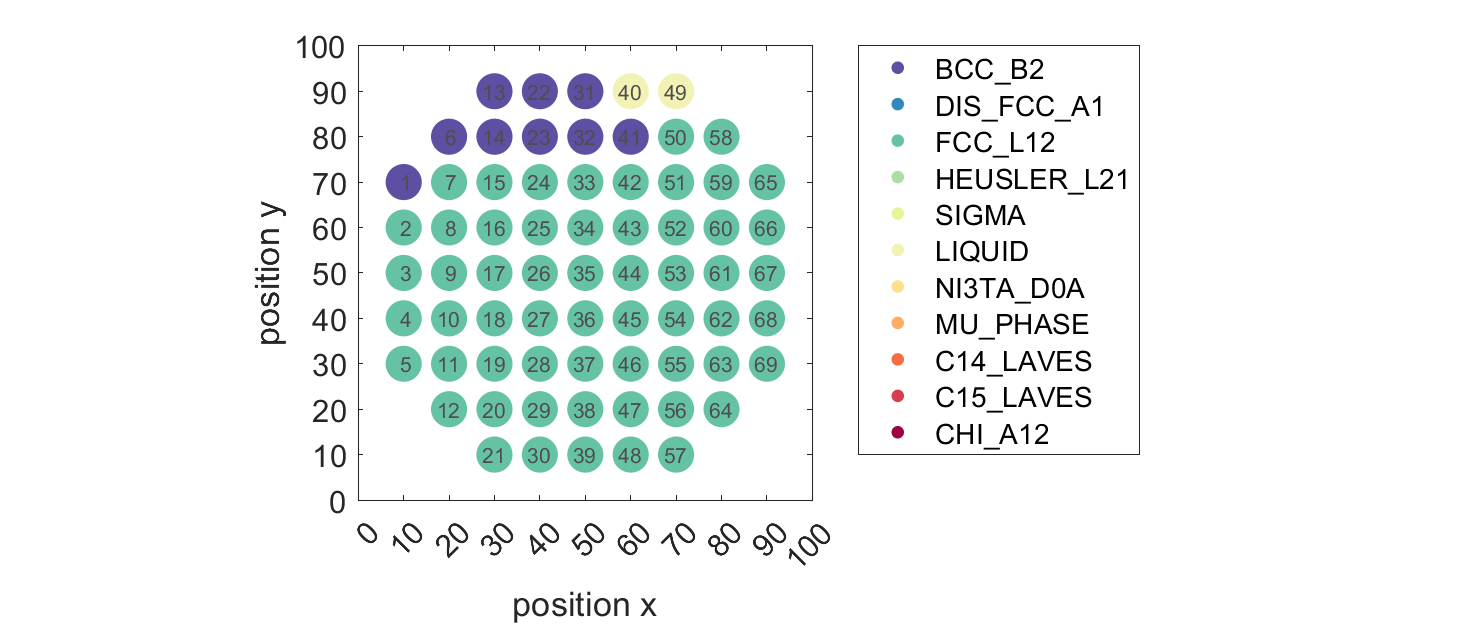 100
90
80
70
60
50
40
30
20
10
0
position y
13 22 31 40 49
6 14 23 32 41 50 58
1 7 15 24 33 42 51 59 65
2 8 16 25 34 43 52 60 66
3 9 17 26 35 44 53 61 67
4 10 18 27 36 45 54 62 68
5 11 19 28 37 46 55 63 69
12 20 29 38 47 56 64
21 30 39 48 57
0 10 20 30 40 50 60 70 80 90 100
position x
BCC_B2
DIS_FCC_A1
FCC_L12
HEUSLER_L21
SIGMA
LIQUID
NI3TA_D0A
MU_PHASE
C14_LAVES
C15_LAVES
CHI_A12